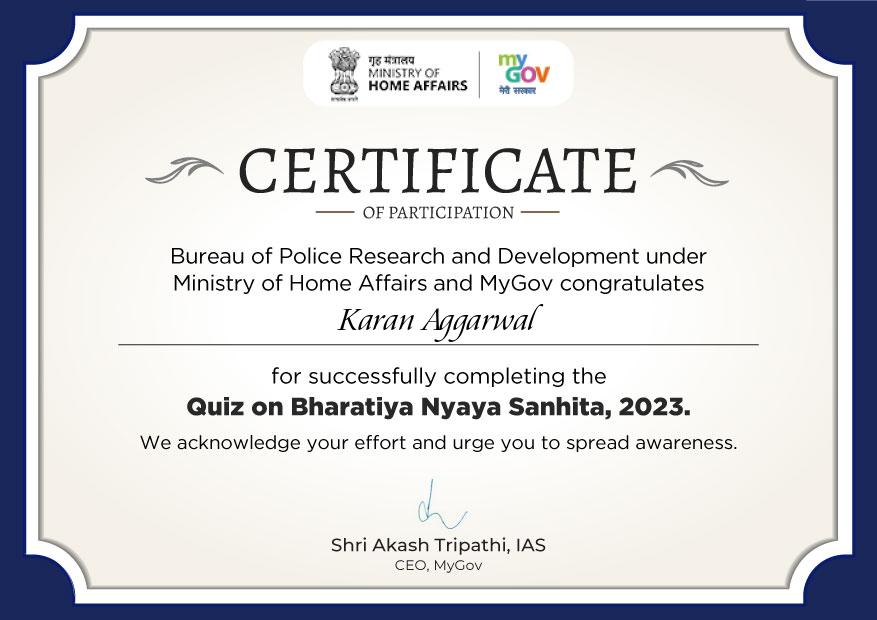 गृह मंत्रालय
MINISTRY OF
HOME AFFAIRS
सत्यमेव जयते
my
GOV
मेरी सरकार
CERTIFICATE
OF PARTICIPATION
Bureau of Police Research and Development under
Ministry of Home Affairs and MyGov congratulates
Karan Aggarwal
for successfully completing the
Quiz on Bharatiya Nyaya Sanhita, 2023.
We acknowledge your effort and urge you to spread awareness.
Shri Akash Tripathi, IAS
CEO, MyGov